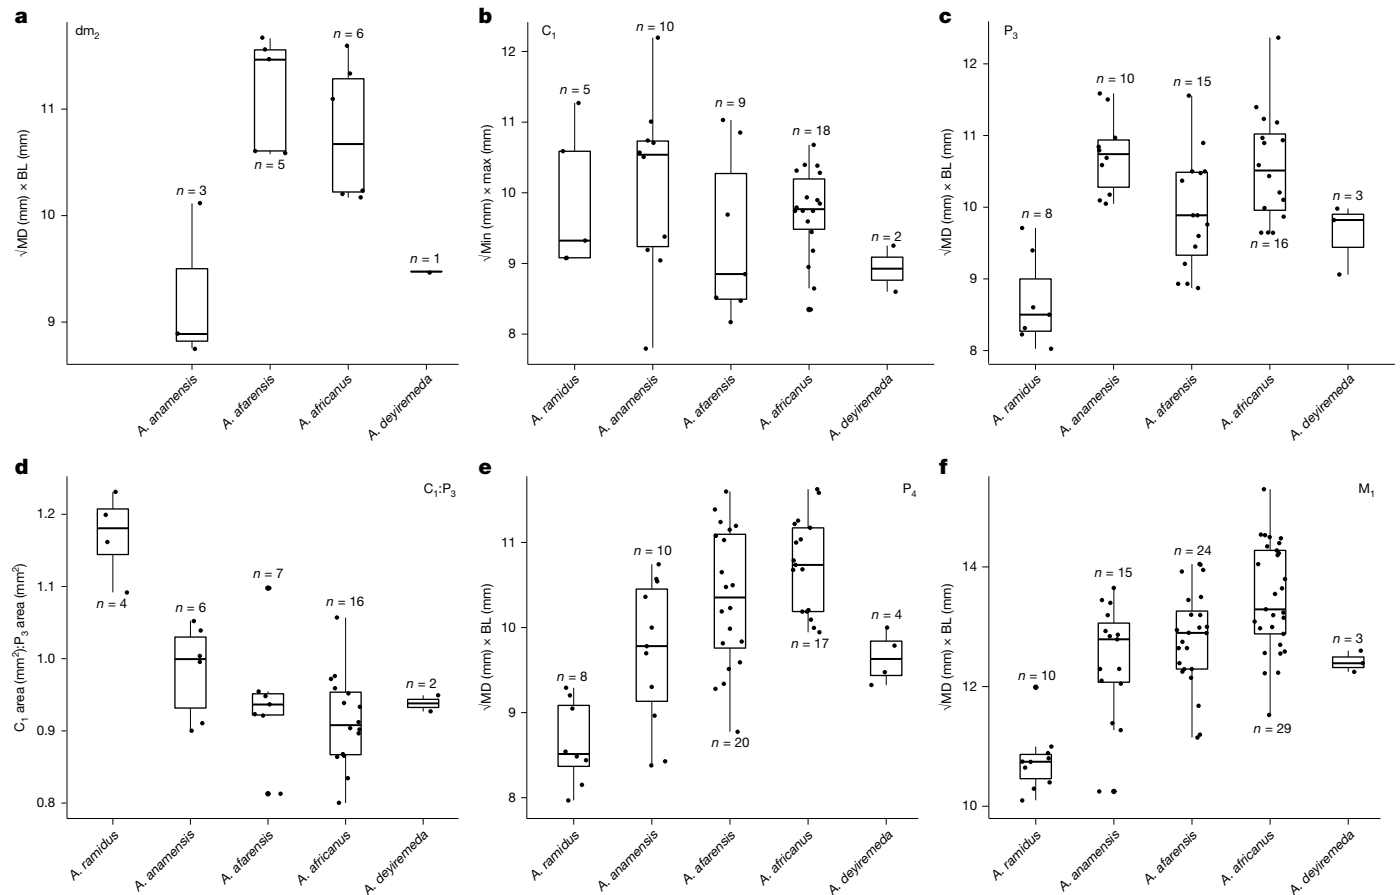 a
dm2
√MD (mm) × BL (mm)
11
10
9
n = 3
n = 5
n = 6
n = 1
A. anamensis
A. afarensis
A. africanus
A. deyiremeda
b
C1
√Min (mm) × max (mm)
12
11
10
9
8
n = 5
n = 10
n = 9
n = 18
n = 2
A. ramidus
A. anamensis
A. afarensis
A. africanus
A. deyiremeda
c
P3
√MD (mm) × BL (mm)
12
11
10
9
8
n = 8
n = 10
n = 15
n = 16
n = 3
A. ramidus
A. anamensis
A. afarensis
A. africanus
A. deyiremeda
d
C1:P3
C1 area (mm²):P3 area (mm²)
1.2
1.1
1.0
0.9
0.8
n = 4
n = 6
n = 7
n = 16
n = 2
A. ramidus
A. anamensis
A. afarensis
A. africanus
A. deyireda
e
P4
√MD (mm) × BL (mm)
11
10
9
8
n = 8
n = 10
n = 20
n = 17
n = 4
A. ramidus
A. anamensis
A. afarensis
A. africanus
A. deyiremeda
f
M1
√MD (mm) × BL (mm)
14
12
10
n = 10
n = 15
n = 24
n = 29
n = 3
A. ramidus
A. anamensis
A. afarensis
A. africanus
A. deyiremeda